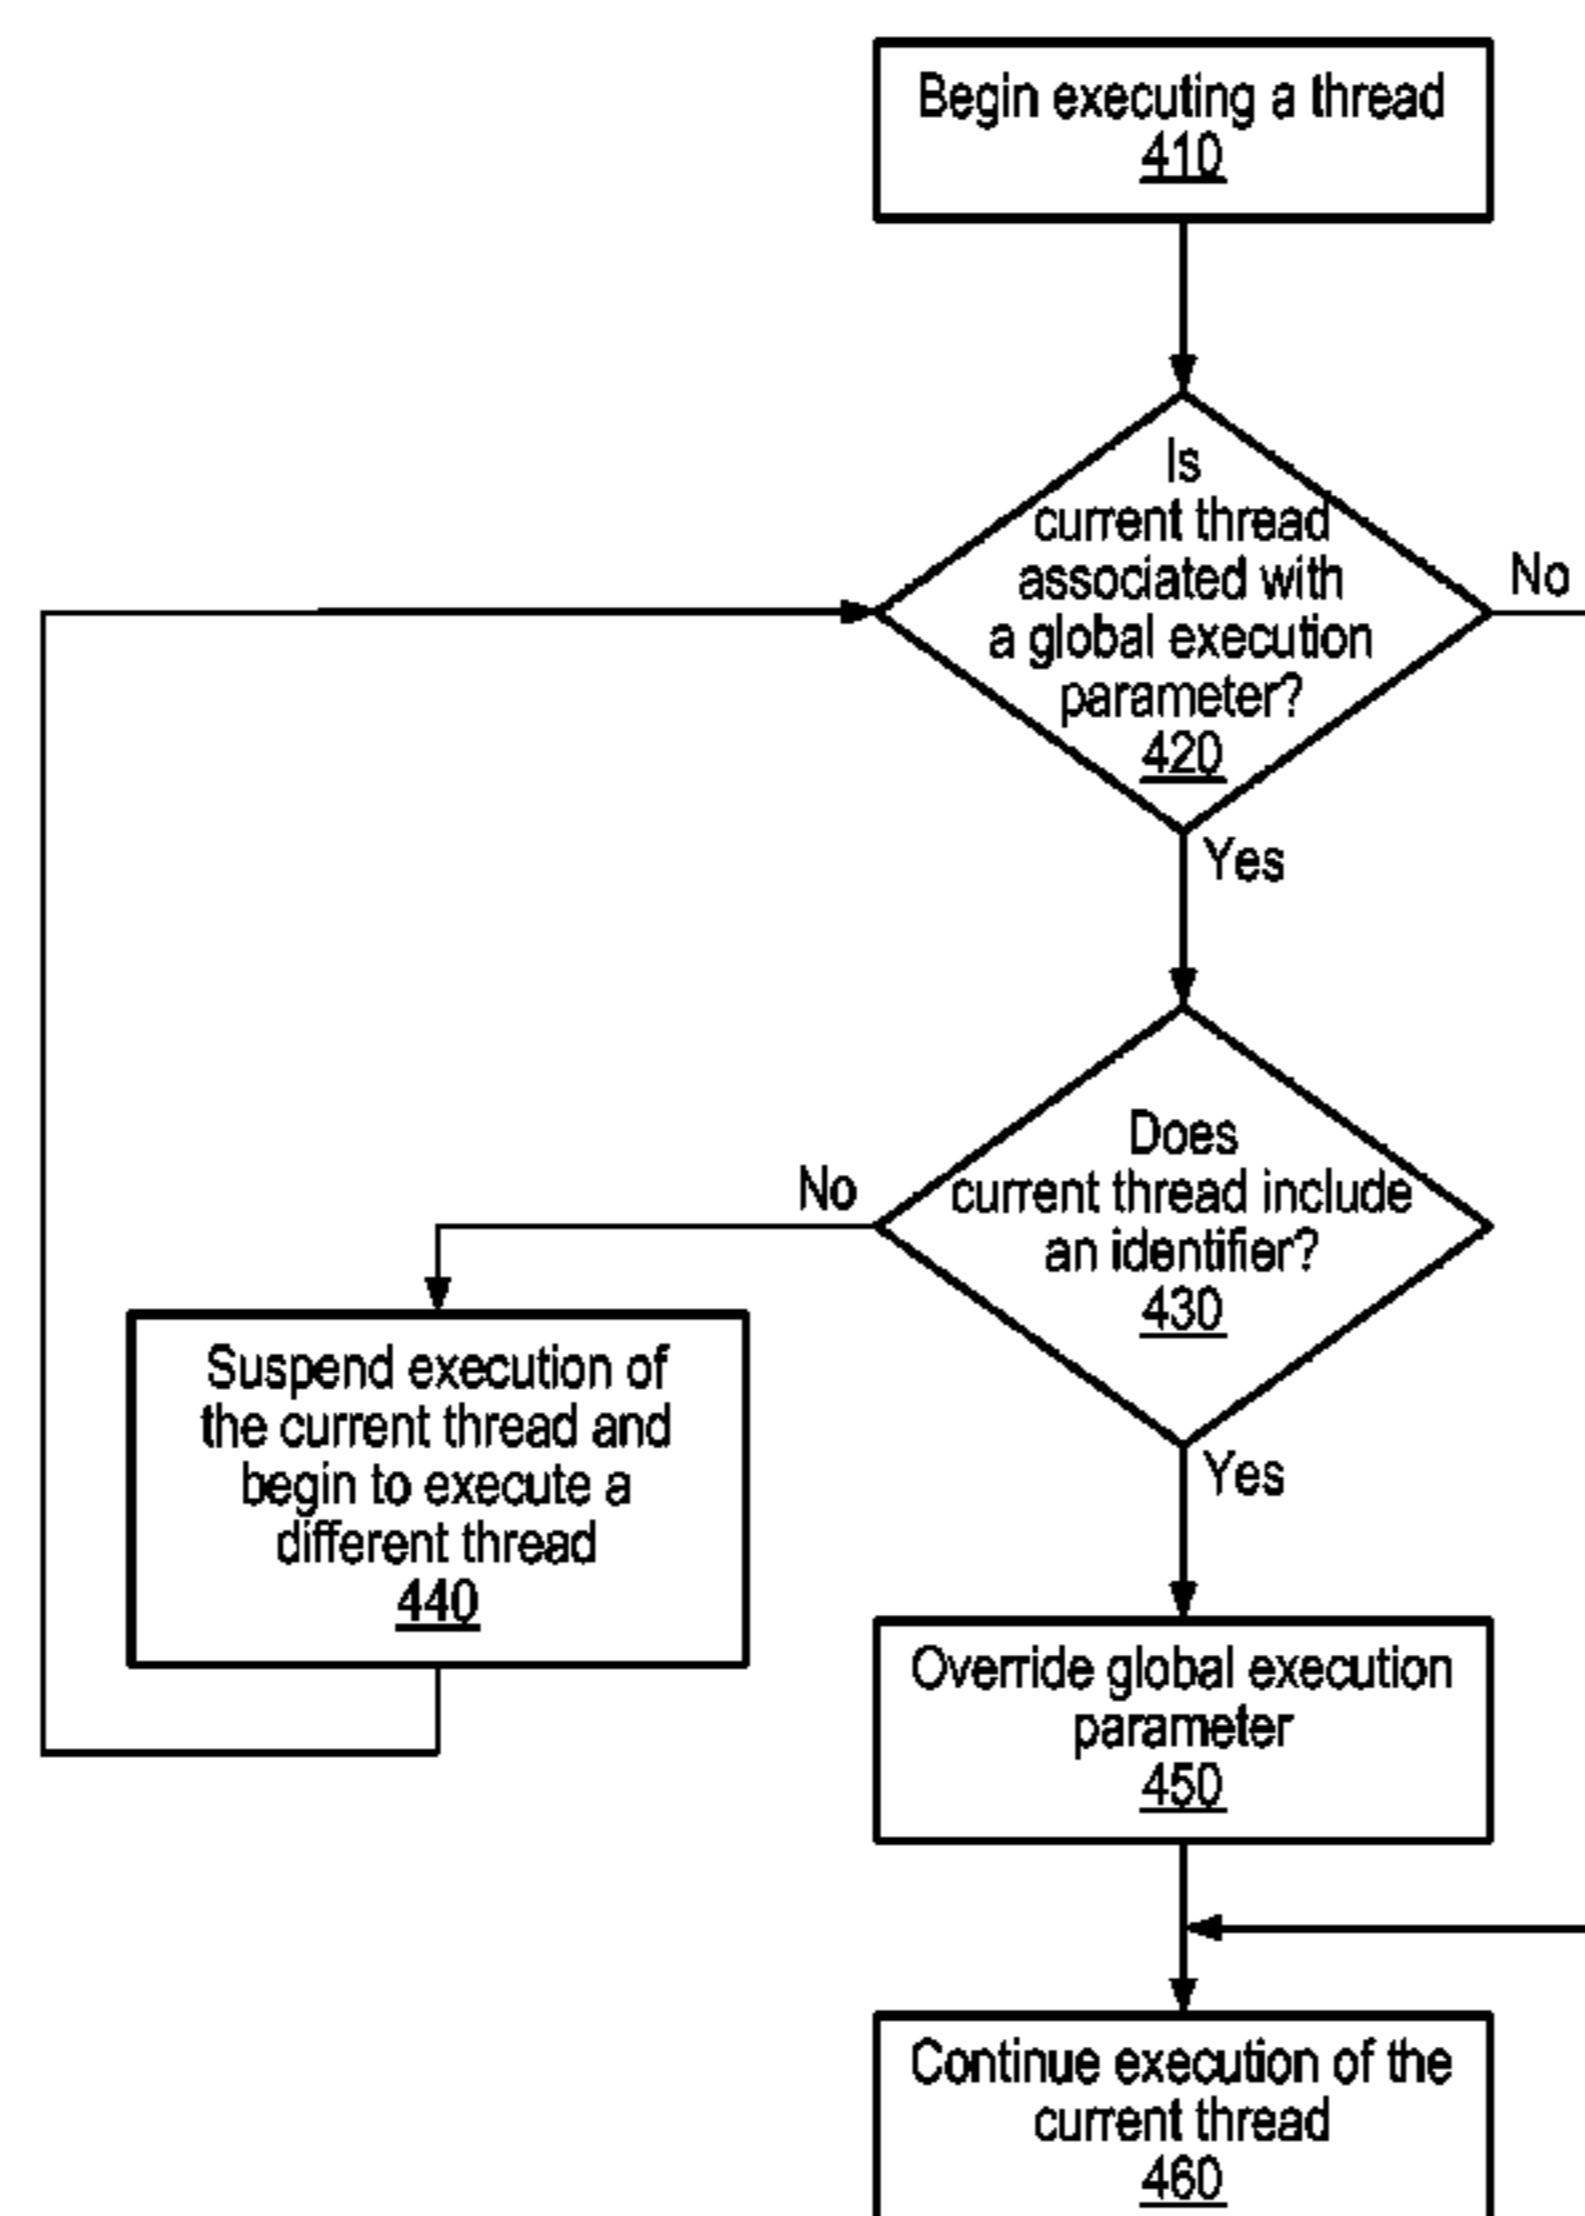 Begin executing a thread
410
Is
current thread
associated with
a global execution
parameter?
420
No
Yes
Does
current thread include
an identifier?
430
No
Yes
Suspend execution of
the current thread and
begin to execute a
different thread
440
Override global execution
parameter
450
Continue execution of the
current thread
460